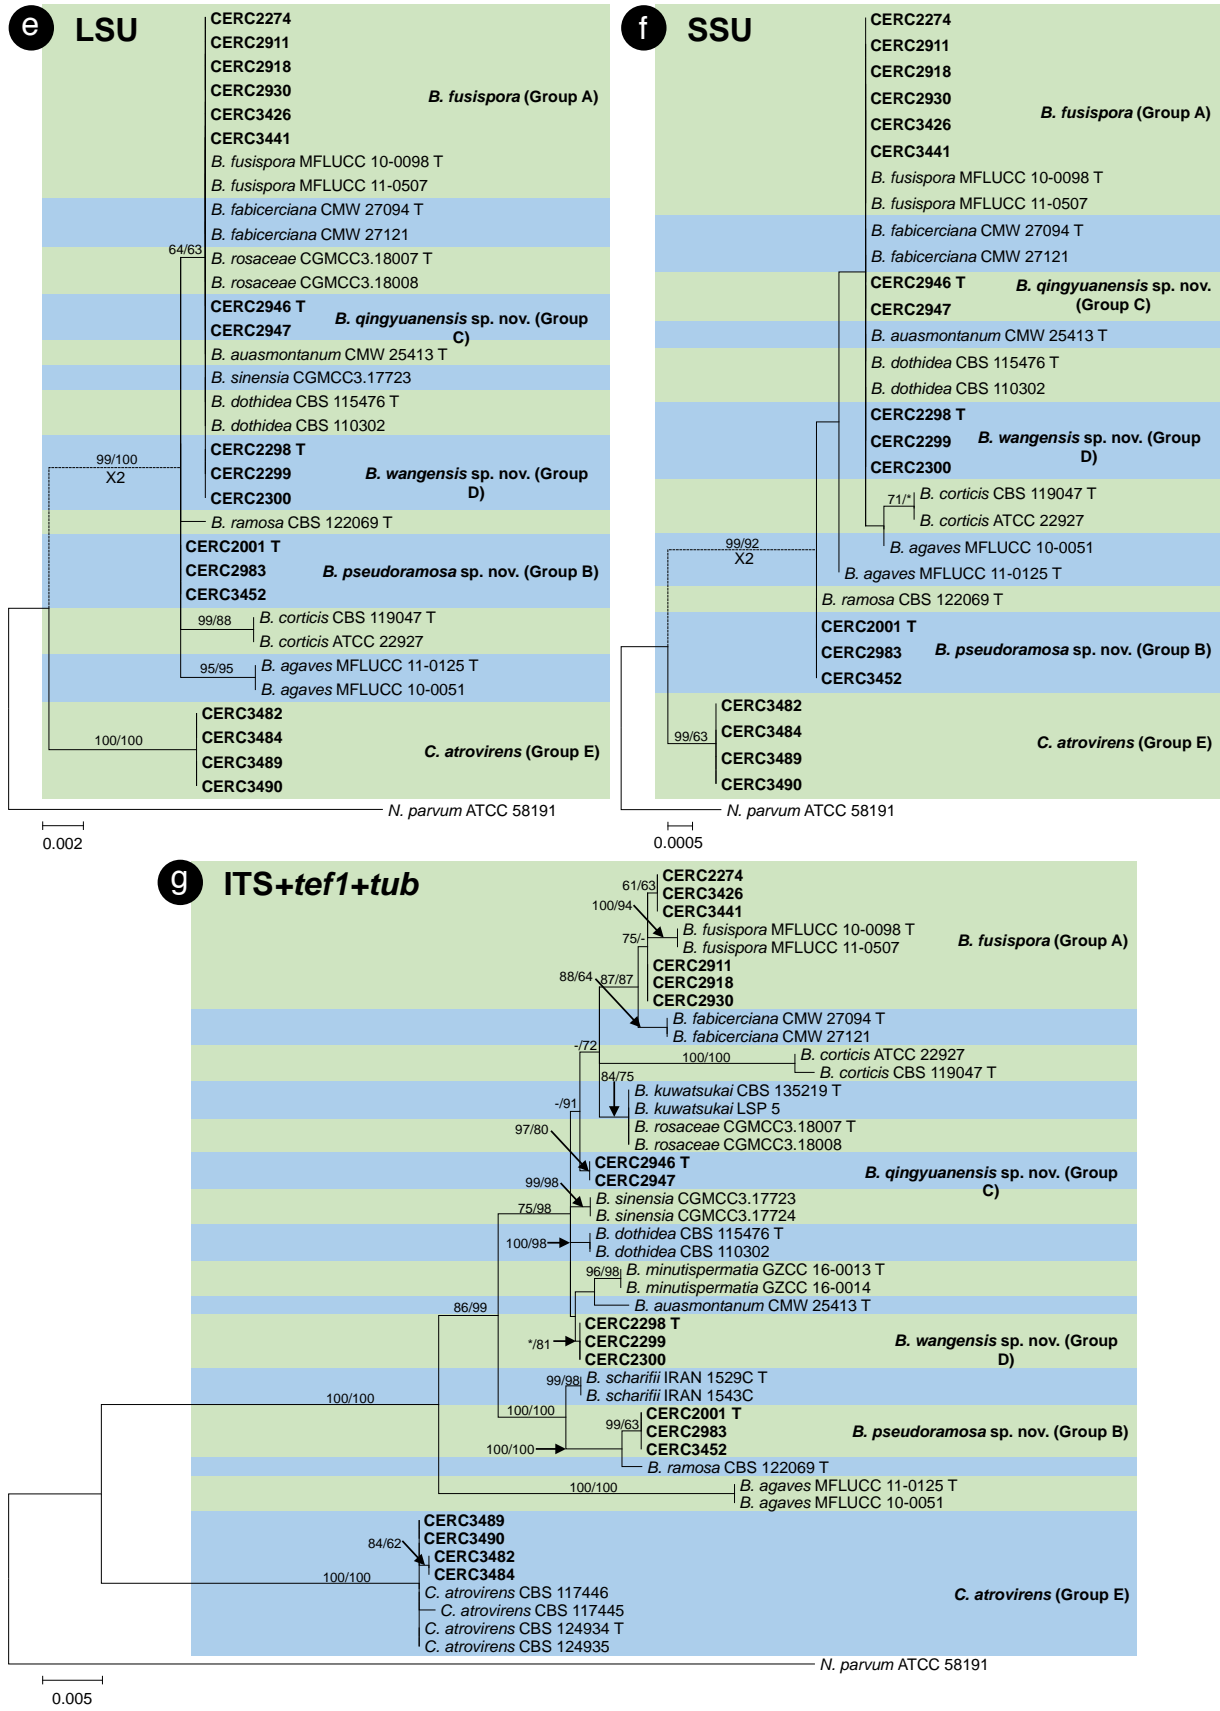 e LSU
CERC2274
CERC2911
CERC2918
CERC2930
B. fusispora (Group A)
CERC3426
CERC3441
B. fusispora MFLUCC 10-0098 T
B. fusispora MFLUCC 11-0507
B. fabicerciana CMW 27094 T
B. fabicerciana CMW 27121
64/63
B. rosaceae CGMCC3.18007 T
B. rosaceae CGMCC3.18008
CERC2946 T
B. qingyuanensis sp. nov. (Group
C)
CERC2947
B. auasmontanum CMW 25413 T
B. sinensia CGMCC3.17723
B. dothidea CBS 115476 T
B. dothidea CBS 110302
CERC2298 T
99/100
X2
CERC2299
B. wangensis sp. nov. (Group
D)
CERC2300
B. ramosa CBS 122069 T
CERC2001 T
CERC2983
B. pseudoramosa sp. nov. (Group B)
CERC3452
99/88
B. corticis CBS 119047 T
B. corticis ATCC 22927
95/95
B. agaves MFLUCC 11-0125 T
B. agaves MFLUCC 10-0051
CERC3482
100/100
CERC3484
C. atrovirens (Group E)
CERC3489
CERC3490
N. parvum ATCC 58191
0.002
f SSU
CERC2274
CERC2911
CERC2918
CERC2930
B. fusispora (Group A)
CERC3426
CERC3441
B. fusispora MFLUCC 10-0098 T
B. fusispora MFLUCC 11-0507
B. fabicerciana CMW 27094 T
B. fabicerciana CMW 27121
CERC2946 T
B. qingyuanensis sp. nov.
(Group C)
CERC2947
B. auasmontanum CMW 25413 T
B. dothidea CBS 115476 T
B. dothidea CBS 110302
CERC2298 T
CERC2299
B. wangensis sp. nov. (Group
D)
CERC2300
71/*
B. corticis CBS 119047 T
B. corticis ATCC 22927
99/92
X2
B. agaves MFLUCC 10-0051
B. agaves MFLUCC 11-0125 T
B. ramosa CBS 122069 T
CERC2001 T
CERC2983
B. pseudoramosa sp. nov. (Group B)
CERC3452
CERC3482
99/63
CERC3484
C. atrovirens (Group E)
CERC3489
CERC3490
N. parvum ATCC 58191
0.0005
g ITS+tef1+tub
61/63
CERC2274
CERC3426
CERC3441
100/94
B. fusispora MFLUCC 10-0098 T
75/-
B. fusispora MFLUCC 11-0507
B. fusispora (Group A)
CERC2911
88/64
87/87
CERC2918
CERC2930
B. fabicerciana CMW 27094 T
B. fabicerciana CMW 27121
-/72
100/100
B. corticis ATCC 22927
B. corticis CBS 119047 T
84/75
B. kuwatsukai CBS 135219 T
-/91
B. kuwatsukai LSP 5
B. rosaceae CGMCC3.18007 T
97/80
B. rosaceae CGMCC3.18008
CERC2946 T
B. qingyuanensis sp. nov. (Group
C)
CERC2947
99/98
B. sinensia CGMCC3.17723
75/98
B. sinensia CGMCC3.17724
B. dothidea CBS 115476 T
100/98
B. dothidea CBS 110302
96/98
B. minutispermatia GZCC 16-0013 T
B. minutispermatia GZCC 16-0014
86/99
B. auasmontanum CMW 25413 T
CERC2298 T
*/81
CERC2299
B. wangensis sp. nov. (Group
D)
CERC2300
99/98
B. scharifii IRAN 1529C T
B. scharifii IRAN 1543C
100/100
100/100
CERC2001 T
99/63
CERC2983
B. pseudoramosa sp. nov. (Group B)
100/100
CERC3452
B. ramosa CBS 122069 T
100/100
B. agaves MFLUCC 11-0125 T
B. agaves MFLUCC 10-0051
CERC3489
84/62
CERC3490
CERC3482
CERC3484
100/100
C. atrovirens CBS 117446
C. atrovirens (Group E)
C. atrovirens CBS 117445
C. atrovirens CBS 124934 T
C. atrovirens CBS 124935
N. parvum ATCC 58191
0.005